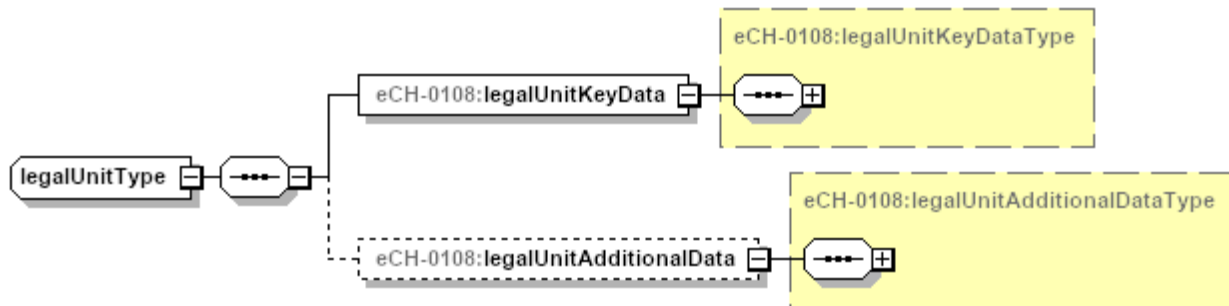 eCH-0108:legalUnitKeyDataType
eCH-0108:legalUnitKeyData
legalUnitType
eCH-0108:legalUnitAdditionalDataType
eCH-0108:legalUnitAdditionalData